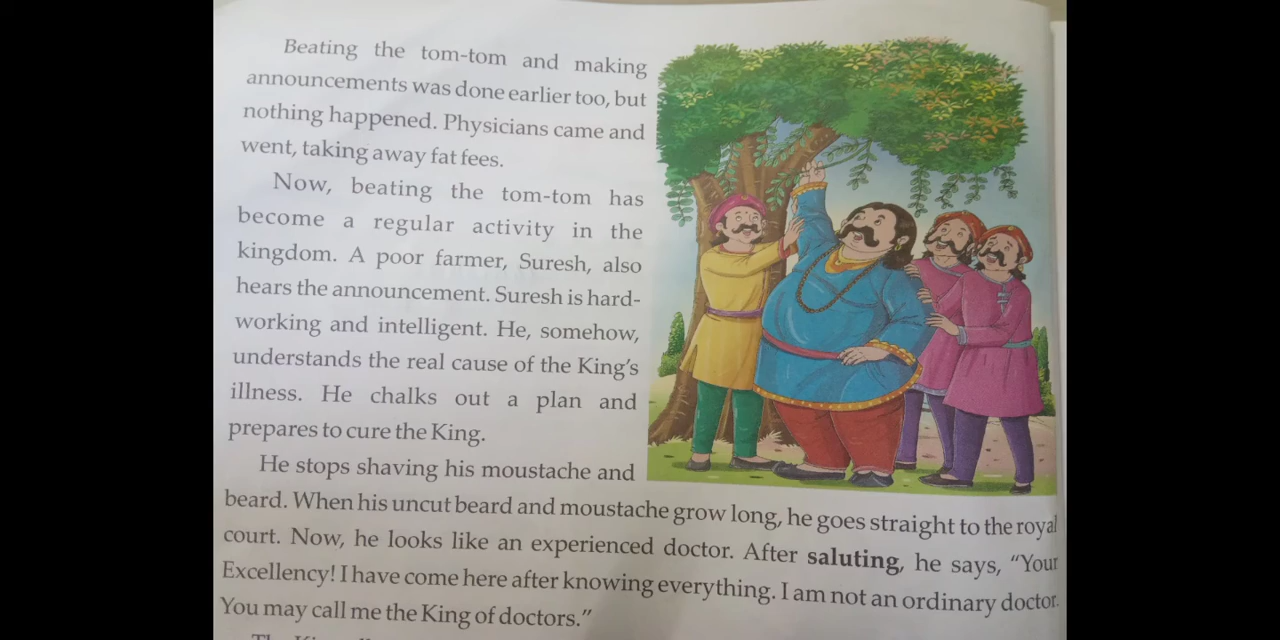 Beating the tom-tom and making
announcements was done earlier too, but
nothing happened. Physicians came and
went, taking away fat fees.
Now, beating the tom-tom has
become a regular activity in the
kingdom. A poor farmer, Suresh, also
hears the announcement. Suresh is hard-
working and intelligent. He, somehow,
understands the real cause of the King's
illness. He chalks out a plan and
prepares to cure the King.
He stops shaving his moustache and
beard. When his uncut beard and moustache grow long, he goes straight to the royal
court. Now, he looks like an experienced doctor. After saluting, he says, “Your
Excellency! I have come here after knowing everything. I am not an ordinary doctor.
You may call me the King of doctors.”